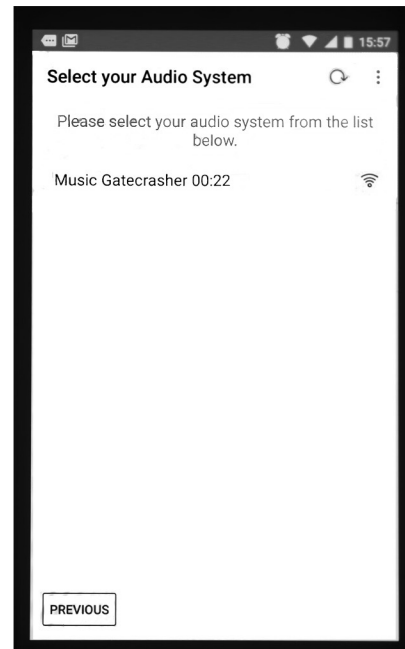 15:57
Select your Audio System
Please select your audio system from the list
below.
Music Gatecrasher 00:22
PREVIOUS